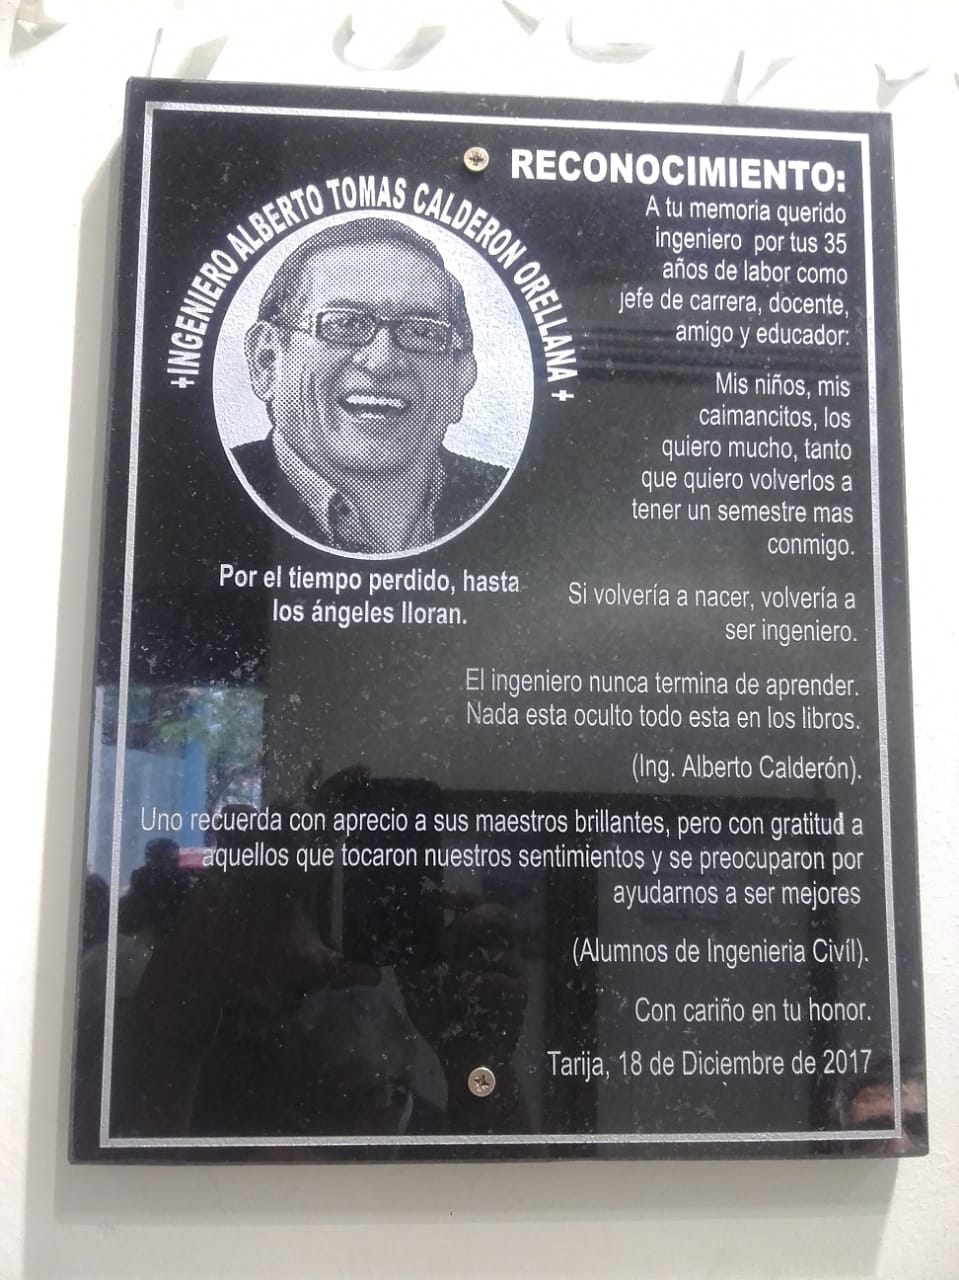 RECONOCIMIENTO:
+INGENIERO ALBERTO TOMAS CALDERON ORELLANA +
A tu memoria querido
ingeniero por tus 35
años de labor como
jefe de carrera, docente,
amigo y educador:
Mis niños, mis
caimancitos, los
quiero mucho, tanto
que quiero volverlos a
tener un semestre mas
conmigo.
Por el tiempo perdido, hasta
los ángeles lloran.
Si volvería a nacer, volvería a
ser ingeniero.
El ingeniero nunca termina de aprender.
Nada esta oculto todo esta en los libros.
(Ing. Alberto Calderón).
Uno recuerda con aprecio a sus maestros brillantes, pero con gratitud a
aquellos que tocaron nuestros sentimientos y se preocuparon por
ayudarnos a ser mejores
(Alumnos de Ingenieria Civíl).
Con cariño en tu honor.
Tarija, 18 de Diciembre de 2017